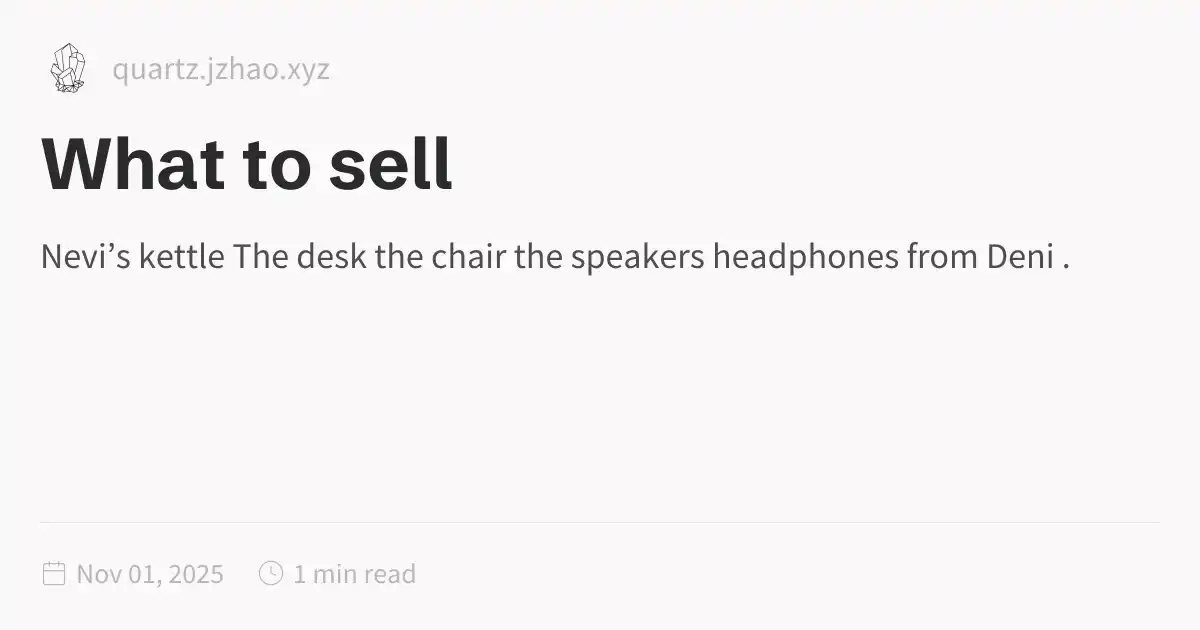 quartz.jzhao.xyz
What to sell
Nevi’s kettle The desk the chair the speakers headphones from Deni .
Nov 01, 2025 1 min read